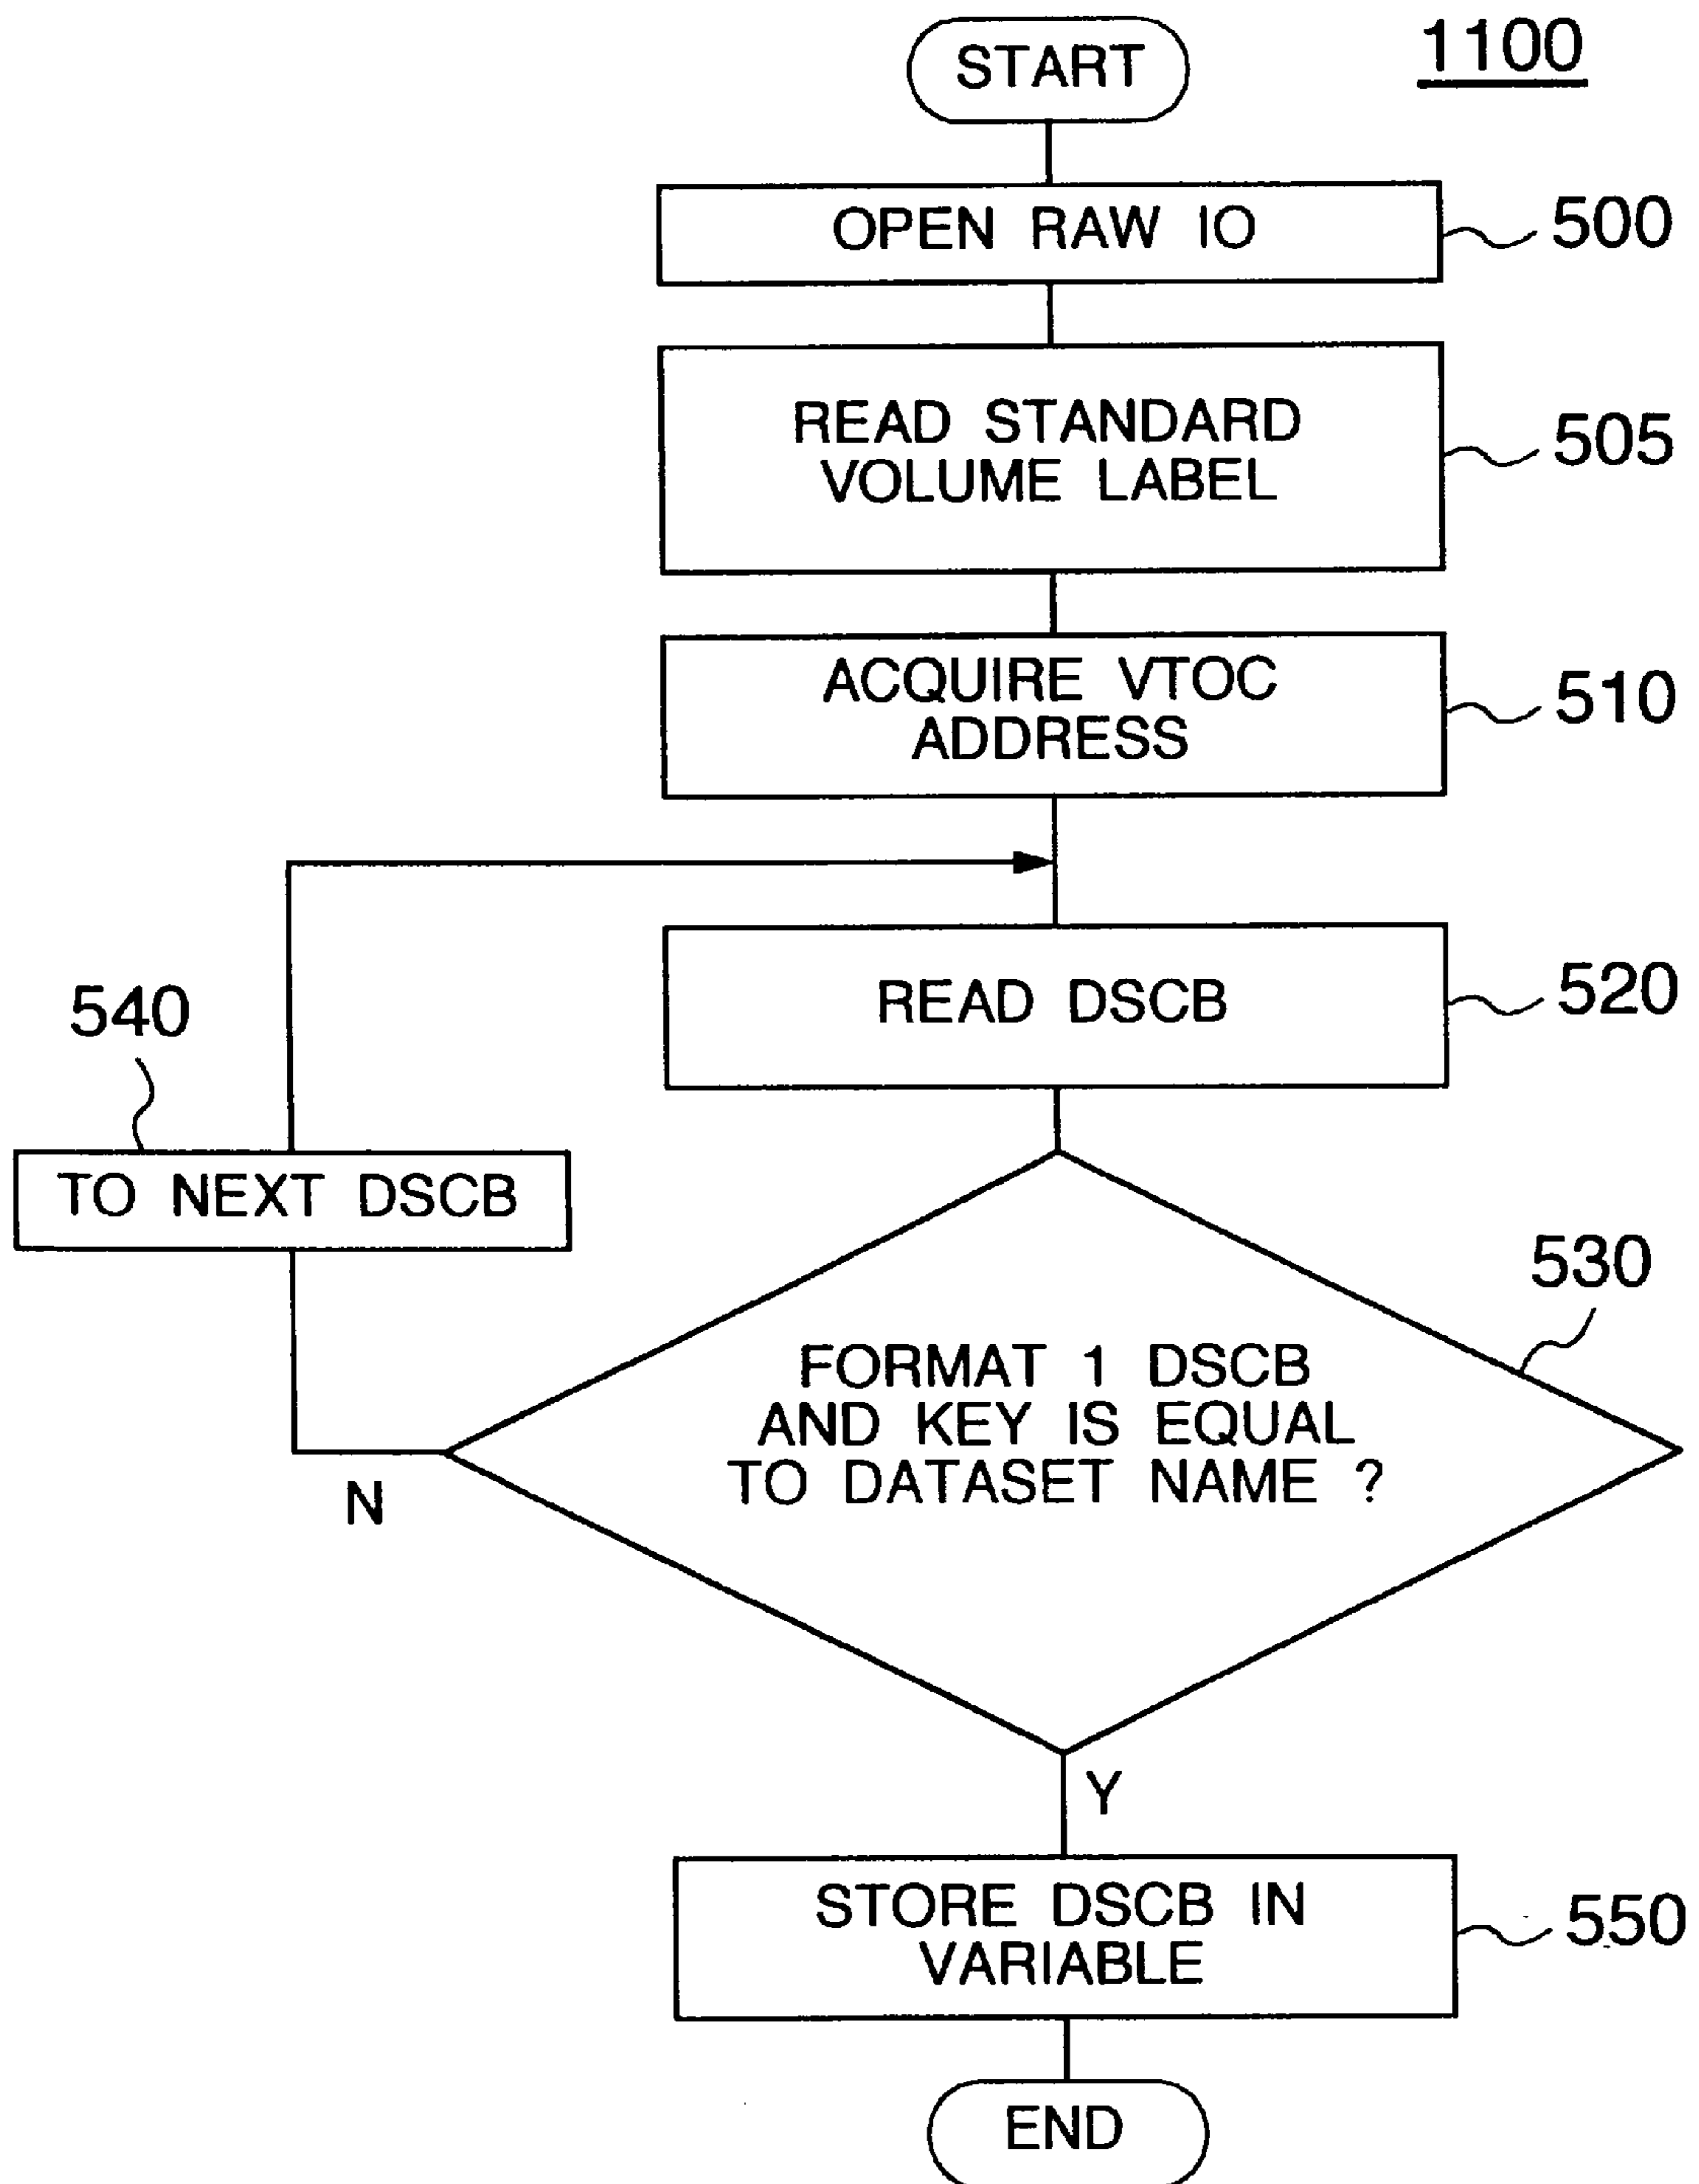 1100
START
OPEN RAW IO
500
READ STANDARD
VOLUME LABEL
505
ACQUIRE VTOC
ADDRESS
510
READ DSCB
520
540
TO NEXT DSCB
530
FORMAT 1 DSCB
AND KEY IS EQUAL
TO DATASET NAME ?
N
Y
STORE DSCB IN
VARIABLE
550
END